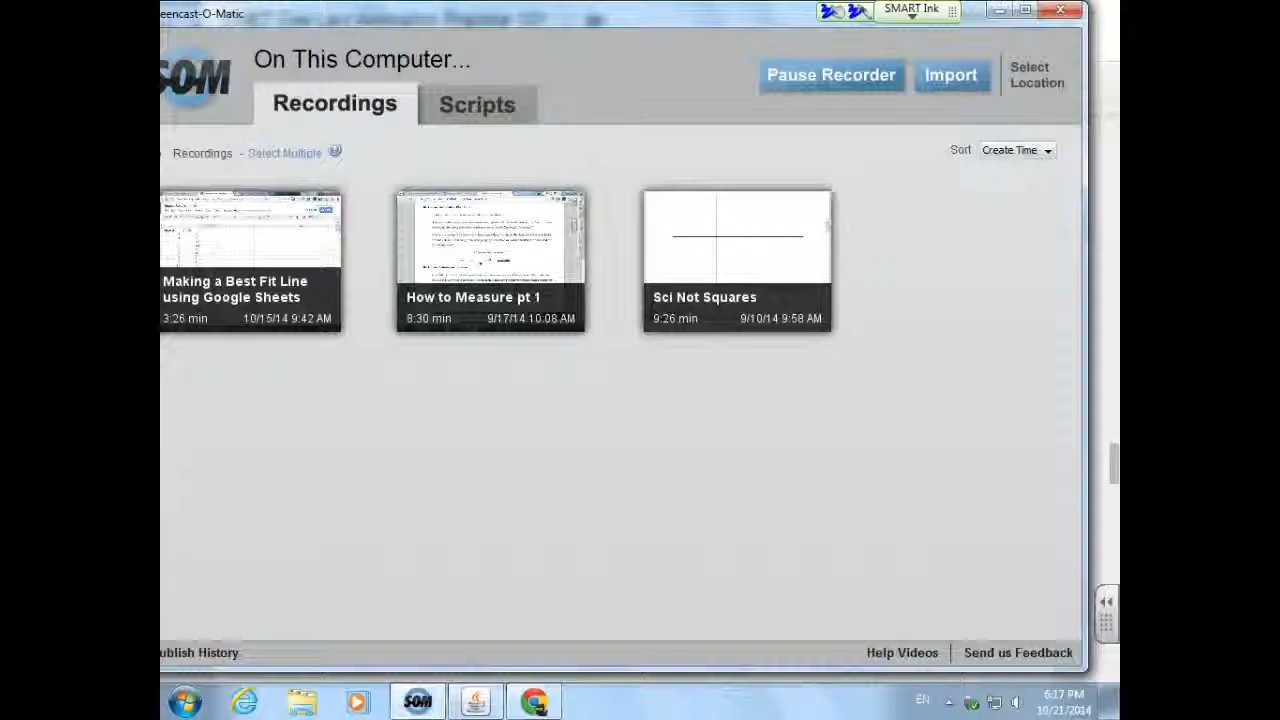 eencast-O-Matic
SMART Ink
SOM
On This Computer...
Pause Recorder
Import
Select
Location
Recordings
Scripts
Recordings - Select Multiple
Sort Create Time
Making a Best Fit Line
using Google Sheets
3:26 min 10/15/14 9:42 AM
How to Measure pt 1
8:30 min 9/17/14 10:08 AM
Sci Not Squares
9:26 min 9/10/14 9:58 AM
ublish History
Help Videos
Send us Feedback
SOM
EN
6:17 PM
10/21/2014